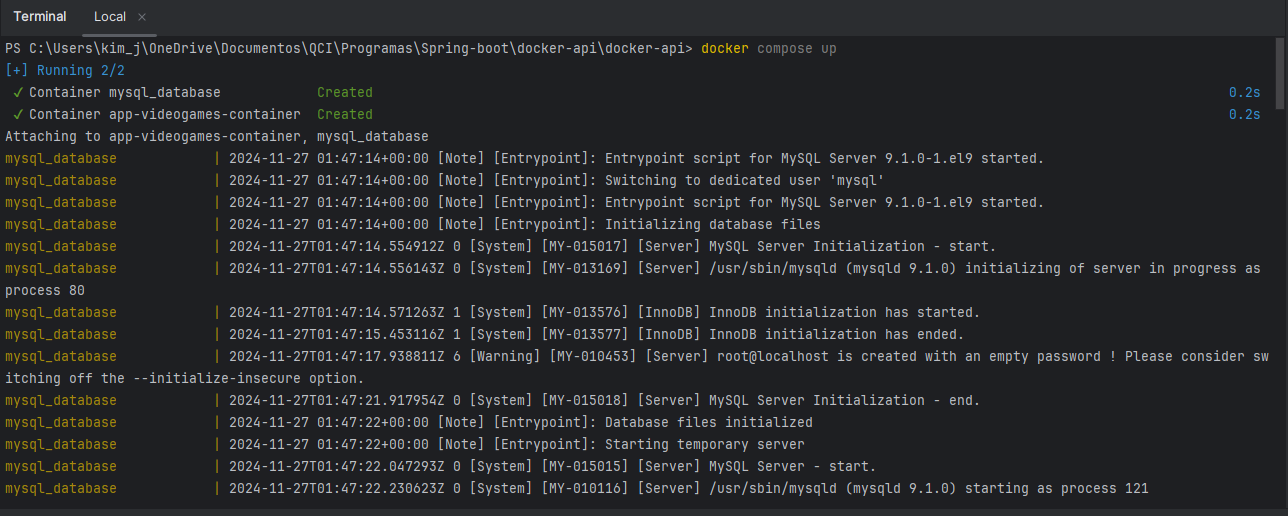 Terminal Local ×
PS C:\Users\kim_j\OneDrive\Documentos\QCI\Programas\Spring-boot\docker-api\docker-api> docker compose up
[+] Running 2/2
✓ Container mysql_database Created 0.2s
✓ Container app-videogames-container Created 0.2s
Attaching to app-videogames-container, mysql_database
mysql_database | 2024-11-27 01:47:14+00:00 [Note] [Entrypoint]: Entrypoint script for MySQL Server 9.1.0-1.el9 started.
mysql_database | 2024-11-27 01:47:14+00:00 [Note] [Entrypoint]: Switching to dedicated user 'mysql'
mysql_database | 2024-11-27 01:47:14+00:00 [Note] [Entrypoint]: Entrypoint script for MySQL Server 9.1.0-1.el9 started.
mysql_database | 2024-11-27 01:47:14+00:00 [Note] [Entrypoint]: Initializing database files
mysql_database | 2024-11-27T01:47:14.554912Z 0 [System] [MY-015017] [Server] MySQL Server Initialization - start.
mysql_database | 2024-11-27T01:47:14.556143Z 0 [System] [MY-013169] [Server] /usr/sbin/mysqld (mysqld 9.1.0) initializing of server in progress as
process 80
mysql_database | 2024-11-27T01:47:14.571263Z 1 [System] [MY-013576] [InnoDB] InnoDB initialization has started.
mysql_database | 2024-11-27T01:47:15.453116Z 1 [System] [MY-013577] [InnoDB] InnoDB initialization has ended.
mysql_database | 2024-11-27T01:47:17.938811Z 6 [Warning] [MY-010453] [Server] root@localhost is created with an empty password ! Please consider sw
itching off the --initialize-insecure option.
mysql_database | 2024-11-27T01:47:21.917954Z 0 [System] [MY-015018] [Server] MySQL Server Initialization - end.
mysql_database | 2024-11-27 01:47:22+00:00 [Note] [Entrypoint]: Database files initialized
mysql_database | 2024-11-27 01:47:22+00:00 [Note] [Entrypoint]: Starting temporary server
mysql_database | 2024-11-27T01:47:22.047293Z 0 [System] [MY-015015] [Server] MySQL Server - start.
mysql_database | 2024-11-27T01:47:22.230623Z 0 [System] [MY-010116] [Server] /usr/sbin/mysqld (mysqld 9.1.0) starting as process 121